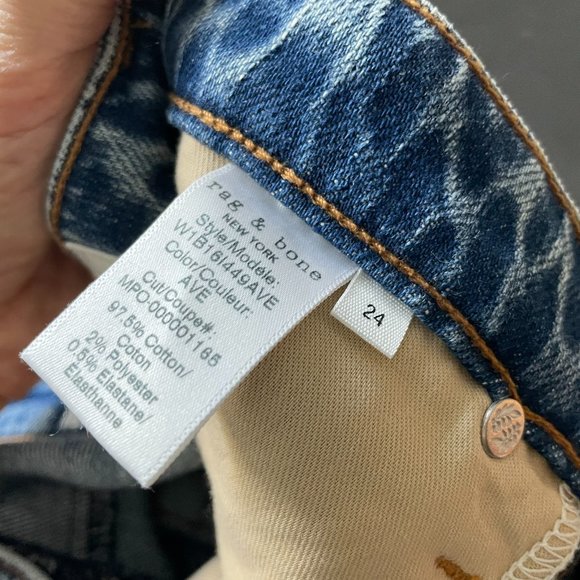 rag & bone
NEW YORK
Style/Modèle:
W1B16I449AVE
Color/Couleur:
AVE
Cut/Coupe#:
MPO-000001165
97.5% Cotton/
Coton
2% Polyester
0.5% Elastane/
Elasthanne
24